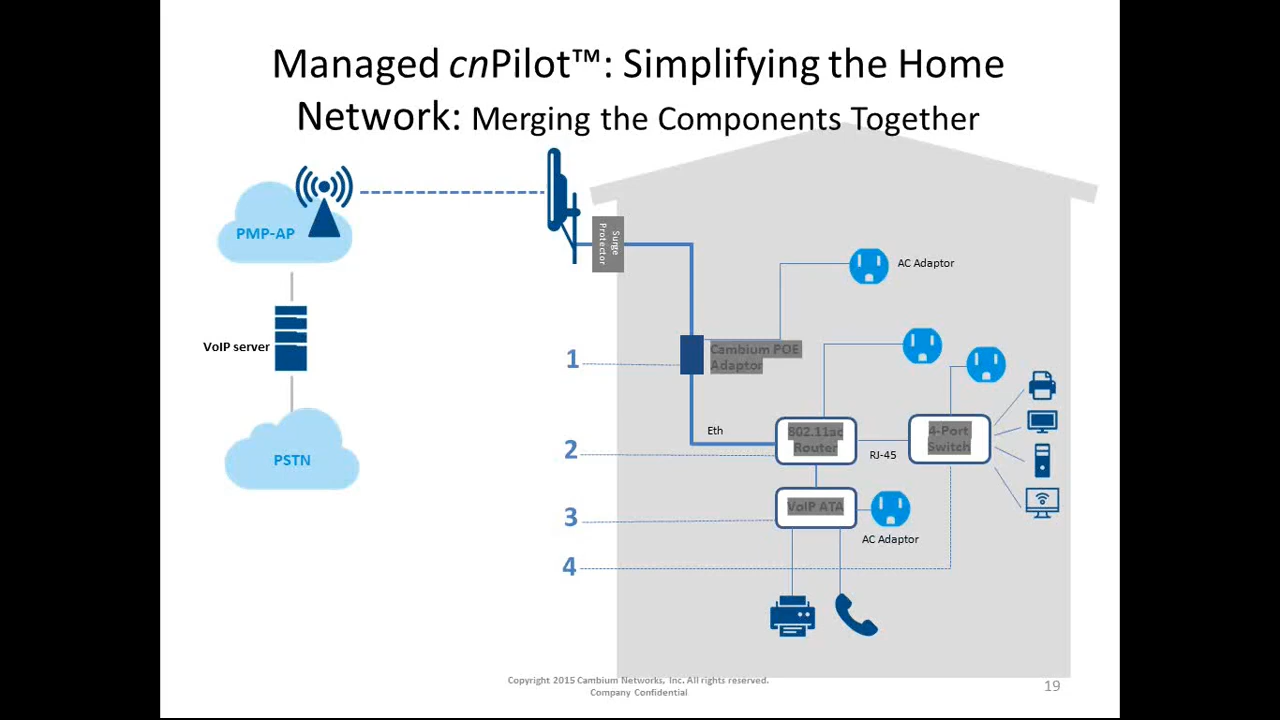 Managed cnPilot™: Simplifying the Home
Network: Merging the Components Together
PMP-AP
Surge
Protector
AC Adaptor
VoIP server
1
Cambium POE
Adaptor
Eth
802.11ac
Router
4-Port
Switch
2
RJ-45
PSTN
3
VoIP ATA
AC Adaptor
4
Copyright 2015 Cambium Networks, Inc. All rights reserved.
Company Confidential
19